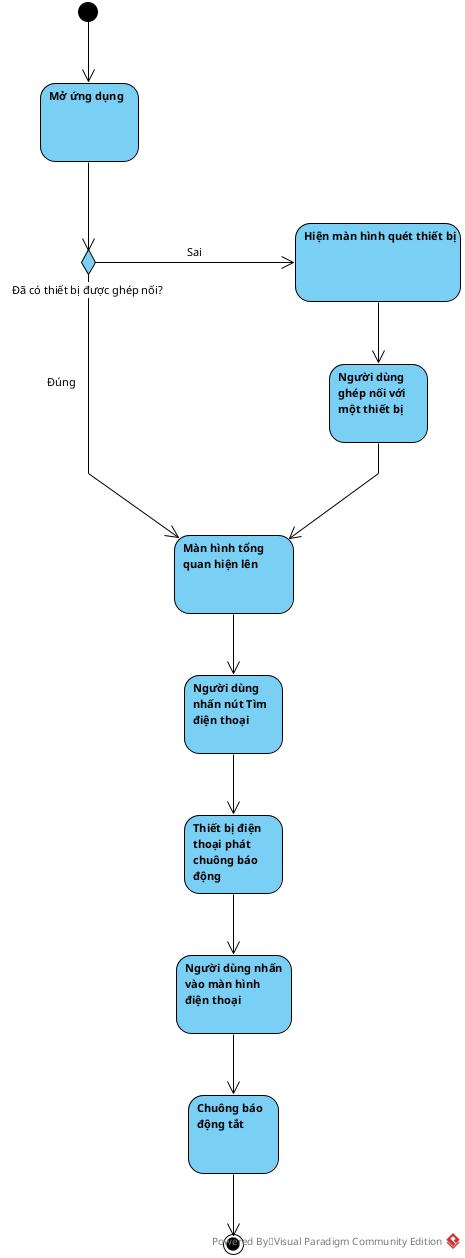 Mở ứng dụng
Sai
Hiện màn hình quét thiết bị
Đã có thiết bị được ghép nối?
Người dùng
ghép nối với
một thiết bị
Đúng
Màn hình tổng
quan hiện lên
Người dùng
nhấn nút Tìm
điện thoại
Thiết bị điện
thoại phát
chuông báo
động
Người dùng nhấn
vào màn hình
điện thoại
Chuông báo
động tắt
Powered By Visual Paradigm Community Edition